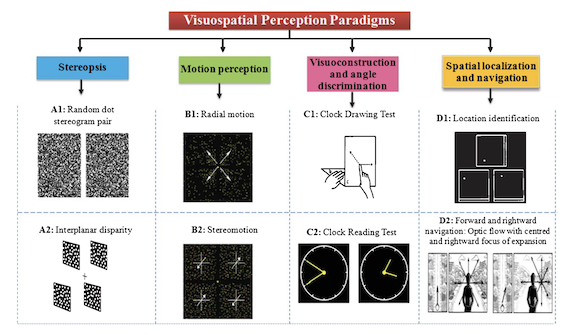 Visuospatial Perception Paradigms
Stereopsis
Motion perception
Visuoconstruction
and angle
discrimination
Spatial localization
and navigation
A1: Random dot
stereogram pair
B1: Radial motion
C1: Clock Drawing Test
D1: Location identification
A2: Interplanar disparity
B2: Stereomotion
C2: Clock Reading Test
D2: Forward and rightward
navigation: Optic flow with centred
and rightward focus of expansion